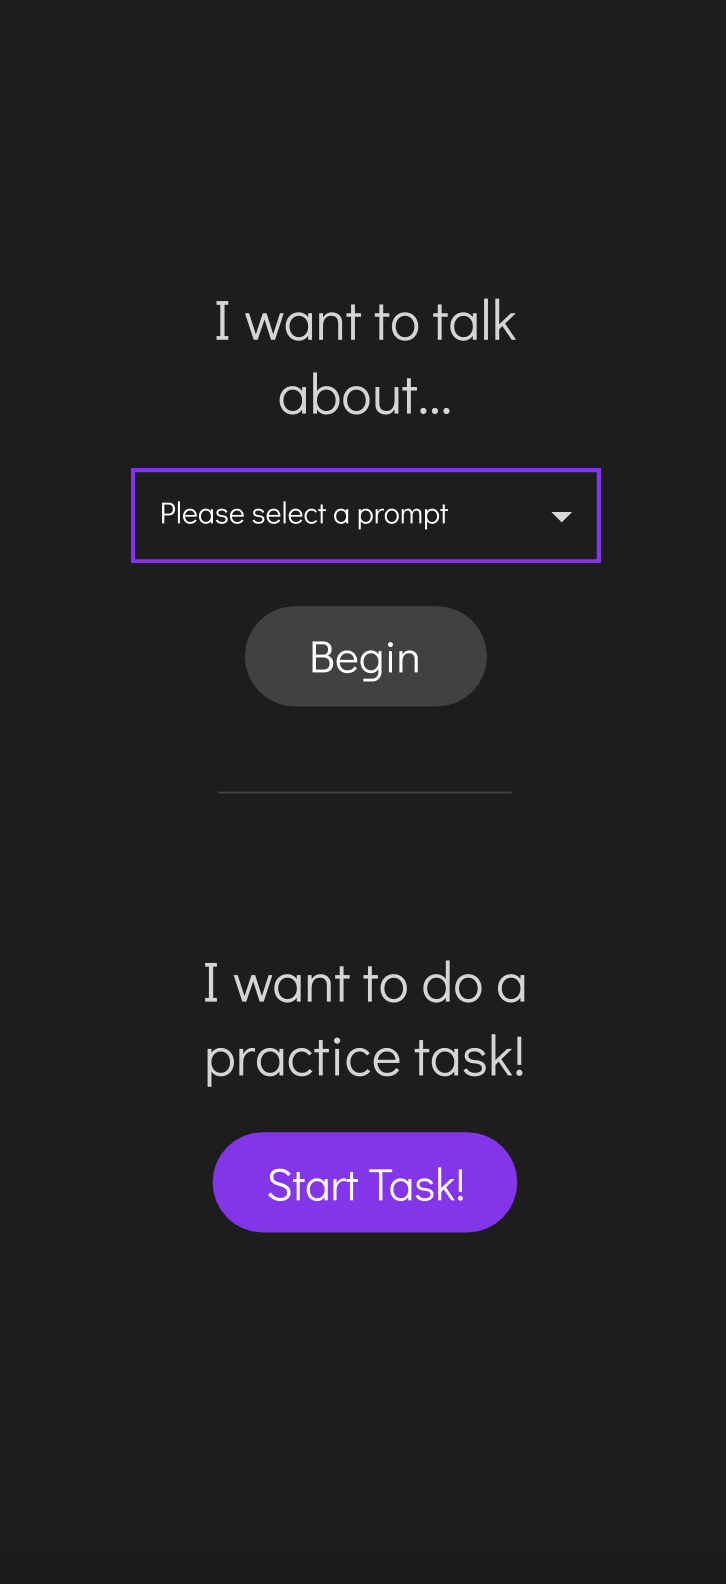 I want to talk
about...
Please select a prompt
Begin
I want to do a
practice task!
Start Task!